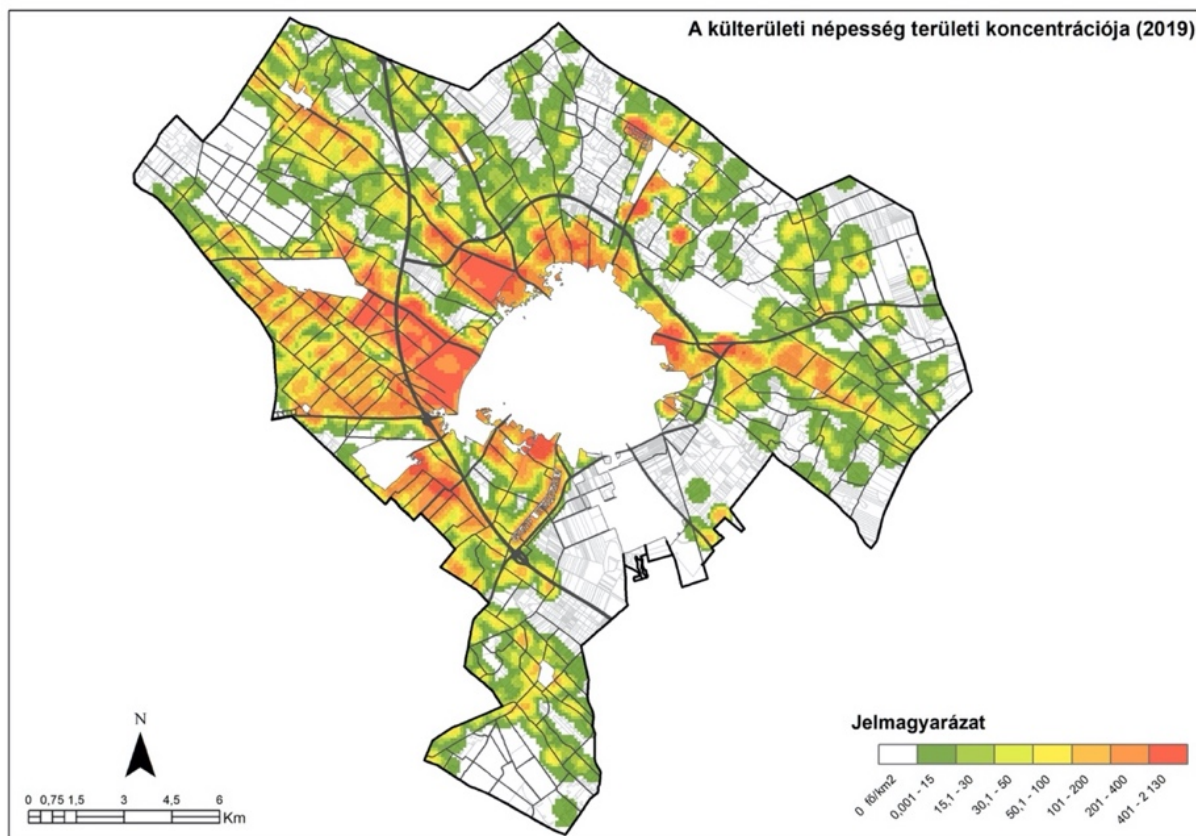 A külterületi népesség területi koncentrációja (2019)
N
0 0,75 1,5 3 4,5 6
Km
Jelmagyarázat
0 fő/km2
0,001 - 15
15,1 - 30
30,1 - 50
50,1 - 100
101 - 200
201 - 400
401 - 2 130